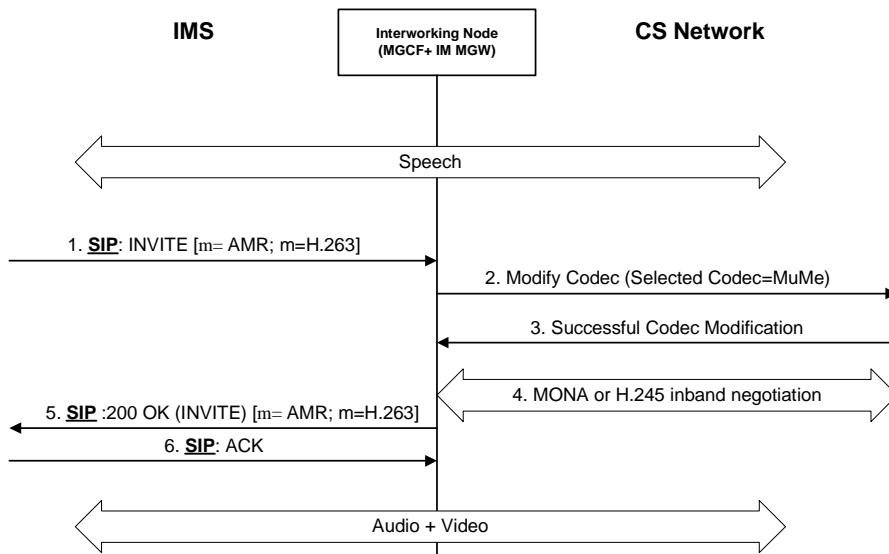 IMS
Interworking Node
(MGCF+ IM MGW)
CS Network
Speech
1. SIP: INVITE [m= AMR; m=H.263]
2. Modify Codec (Selected Codec=MuMe)
3. Successful Codec Modification
4. MONA or H.245 inband negotiation
5. SIP :200 OK (INVITE) [m= AMR; m=H.263]
6. SIP: ACK
Audio + Video